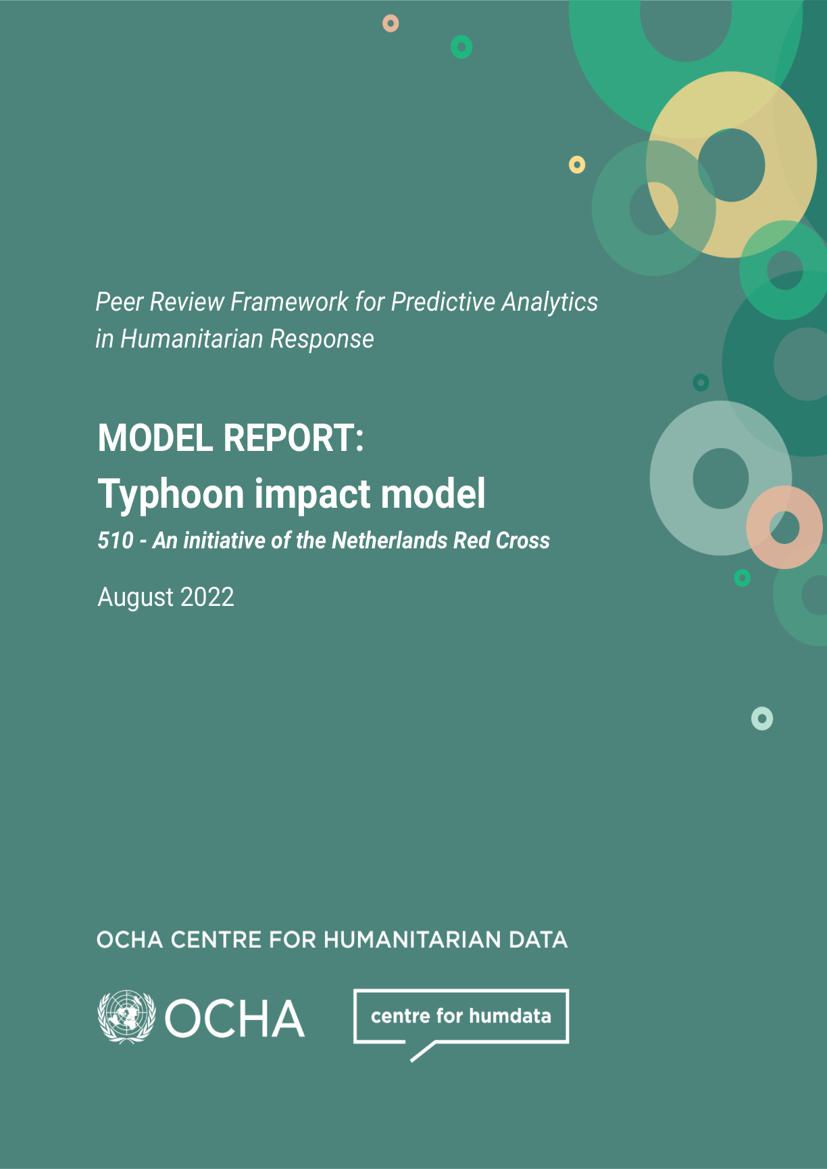 Peer Review Framework for Predictive Analytics
in Humanitarian Response
MODEL REPORT:
Typhoon impact model
510 - An initiative of the Netherlands Red Cross
August 2022
OCHA CENTRE FOR HUMANITARIAN DATA
OCHA
centre for humdata